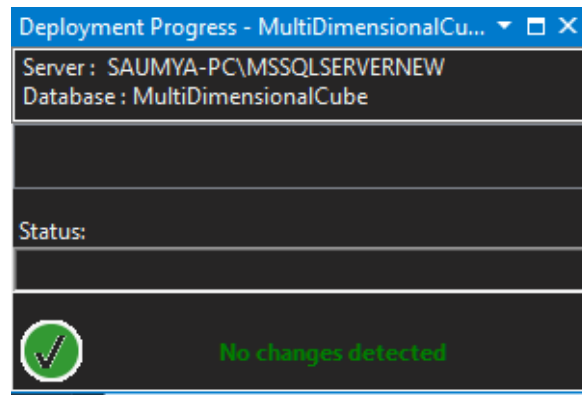 Deployment Progress - MultiDimensionalCu...
Server : SAUMYA-PC\MSSQLSERVERNEW
Database : MultiDimensionalCube
Status:
No changes detected